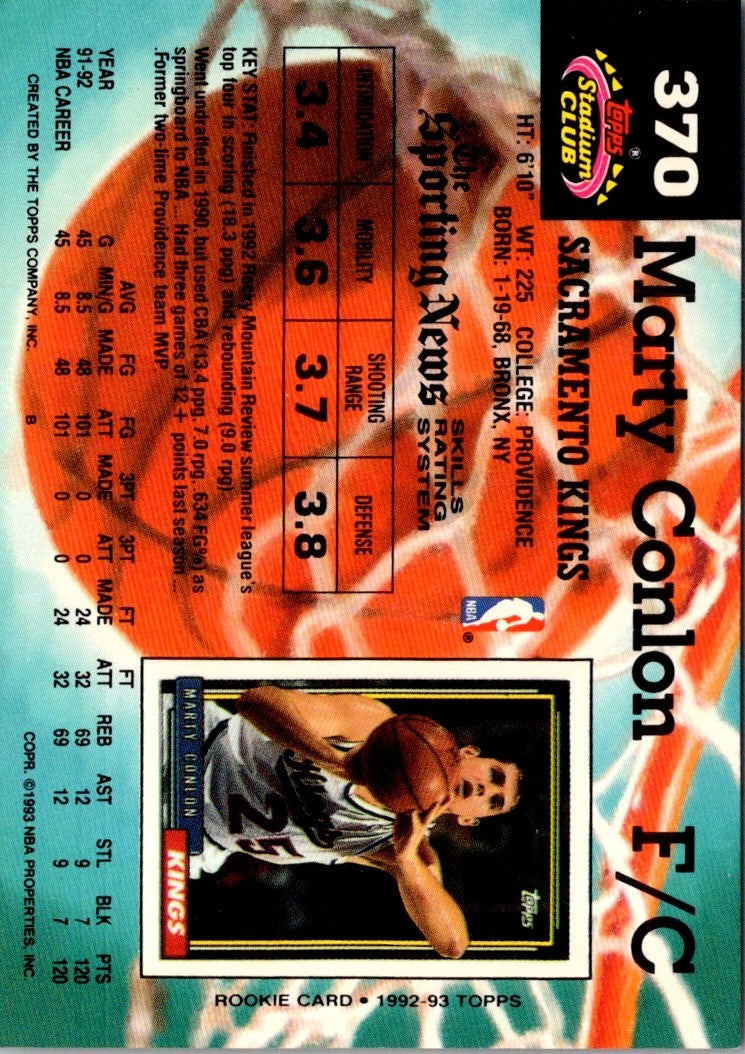 370
Topps®
Stadium
CLUB
Marty Conlon F/C
SACRAMENTO KINGS
HT: 6'10" WT: 225 COLLEGE: PROVIDENCE
BORN: 1-19-68, BRONX, NY
NBA ®
The
Sporting News
SKILLS
RATING
SYSTEM
INTIMIDATION MOBILITY SHOOTING RANGE DEFENSE
3.4 3.6 3.7 3.8
KEY STAT: Finished in 1992 Rocky Mountain Review summer league's
top four in scoring (18.3 ppg) and rebounding (9.0 rpg)
Went undrafted in 1990, but used CBA (13.4 ppg, 7.0 rpg, .634 FG%) as
springboard to NBA ... Had three games of 12 + points last season ...
.Former two-time Providence team MVP
AVG FG FG 3PT 3PT FT FT
YEAR G MIN/G MADE ATT MADE ATT MADE ATT REB AST STL BLK PTS
91-92 45 8.5 48 101 0 0 24 32 69 12 9 7 120
NBA CAREER 45 8.5 48 101 0 0 24 32 69 12 9 7 120
CREATED BY THE TOPPS COMPANY, INC. B COPR. ©1993 NBA PROPERTIES, INC.
Topps
Kings
25
MARTY CONLON
KINGS
ROOKIE CARD • 1992-93 TOPPS